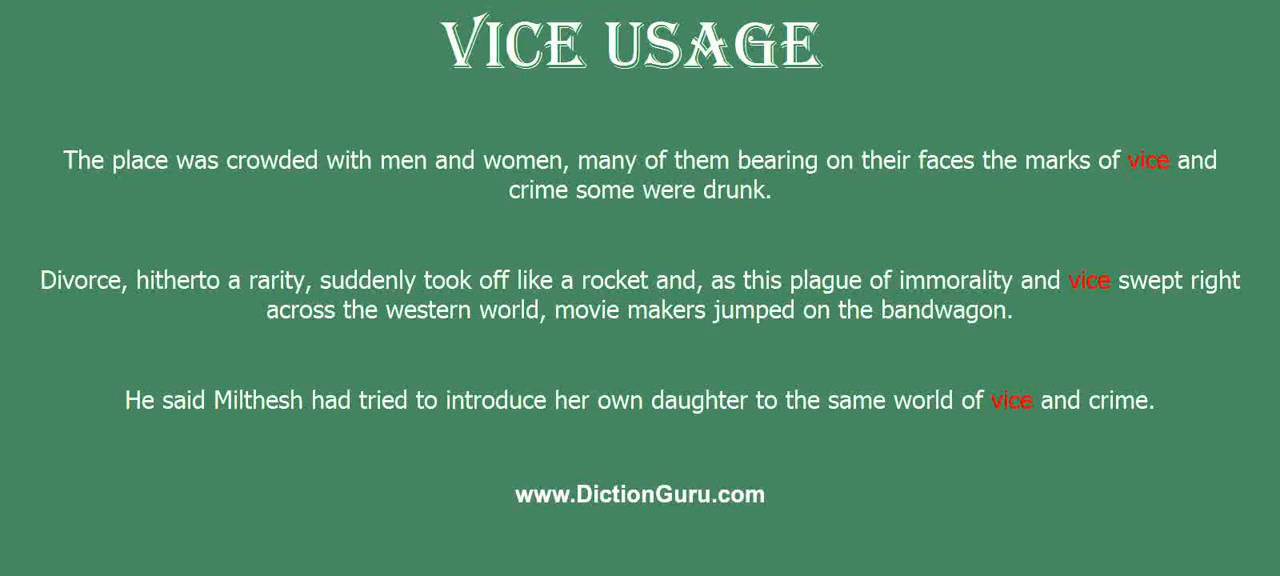 VICE USAGE
The place was crowded with men and women, many of them bearing on their faces the marks of vice and
crime some were drunk.
Divorce, hitherto a rarity, suddenly took off like a rocket and, as this plague of immorality and vice swept right
across the western world, movie makers jumped on the bandwagon.
He said Milthesh had tried to introduce her own daughter to the same world of vice and crime.
www.DictionGuru.com